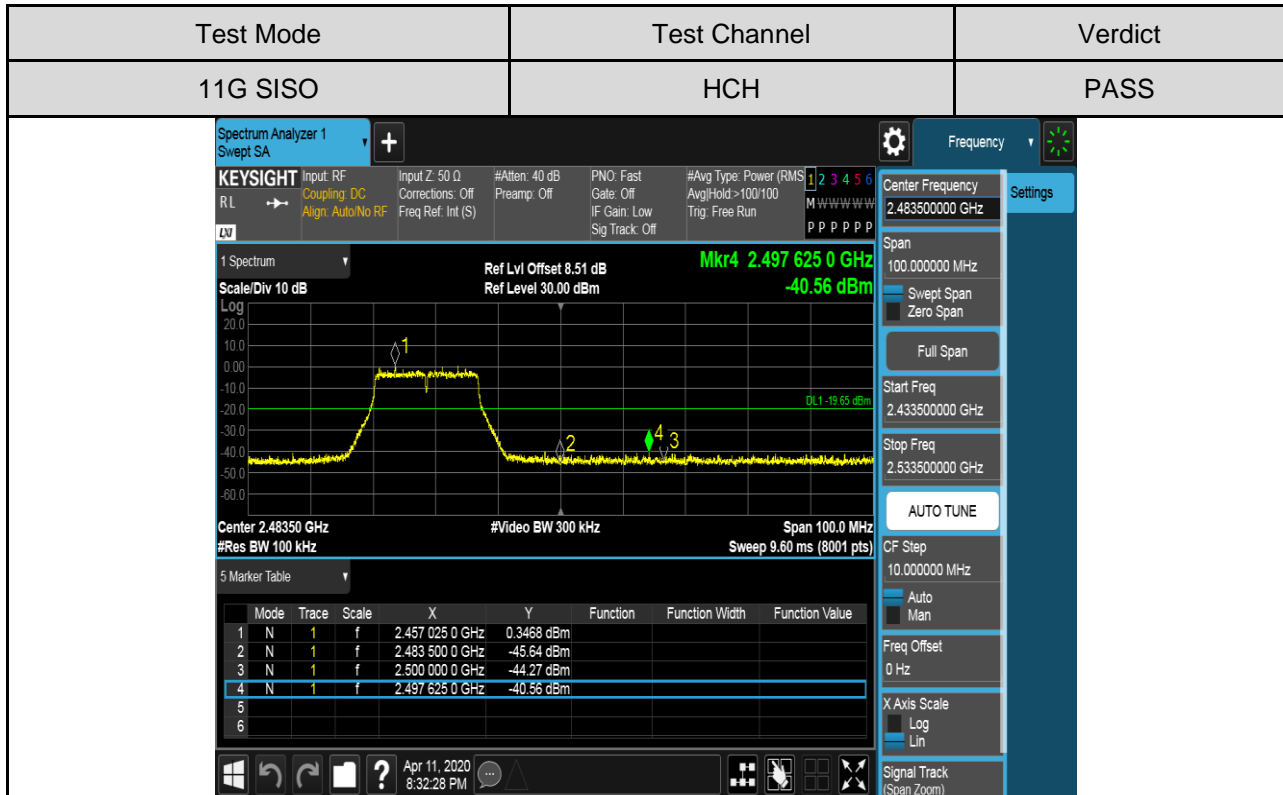 Test Mode Test Channel Verdict
11G SISO HCH PASS
Spectrum Analyzer 1
Swept SA
+
Frequency
KEYSIGHT Input: RF Input Z: 50 Ω #Atten: 40 dB PNO: Fast #Avg Type: Power (RMS 1 2 3 4 5 6
RL Coupling: DC Corrections: Off Preamp: Off Gate: Off Avg|Hold:>100/100 M W W W W W
Align: Auto/No RF Freq Ref: Int (S) IF Gain: Low Trig: Free Run
LXI Sig Track: Off P P P P P P
1 Spectrum Ref Lvl Offset 8.51 dB Mkr4 2.497 625 0 GHz
Scale/Div 10 dB Ref Level 30.00 dBm -40.56 dBm
Log
20.0
10.0
0.00
-10.0
-20.0
-30.0
-40.0
-50.0
-60.0
1
DL1 -19.65 dBm
2 4 3
Center 2.48350 GHz #Video BW 300 kHz Span 100.0 MHz
#Res BW 100 kHz Sweep 9.60 ms (8001 pts)
5 Marker Table
Mode Trace Scale X Y Function Function Width Function Value
1 N 1 f 2.457 025 0 GHz 0.3468 dBm
2 N 1 f 2.483 500 0 GHz -45.64 dBm
3 N 1 f 2.500 000 0 GHz -44.27 dBm
4 N 1 f 2.497 625 0 GHz -40.56 dBm
5
6
?
Apr 11, 2020
8:32:28 PM
Center Frequency
2.483500000 GHz
Settings
Span
100.000000 MHz
Swept Span
Zero Span
Full Span
Start Freq
2.433500000 GHz
Stop Freq
2.533500000 GHz
AUTO TUNE
CF Step
10.000000 MHz
Auto
Man
Freq Offset
0 Hz
X Axis Scale
Log
Lin
Signal Track
(Span Zoom)